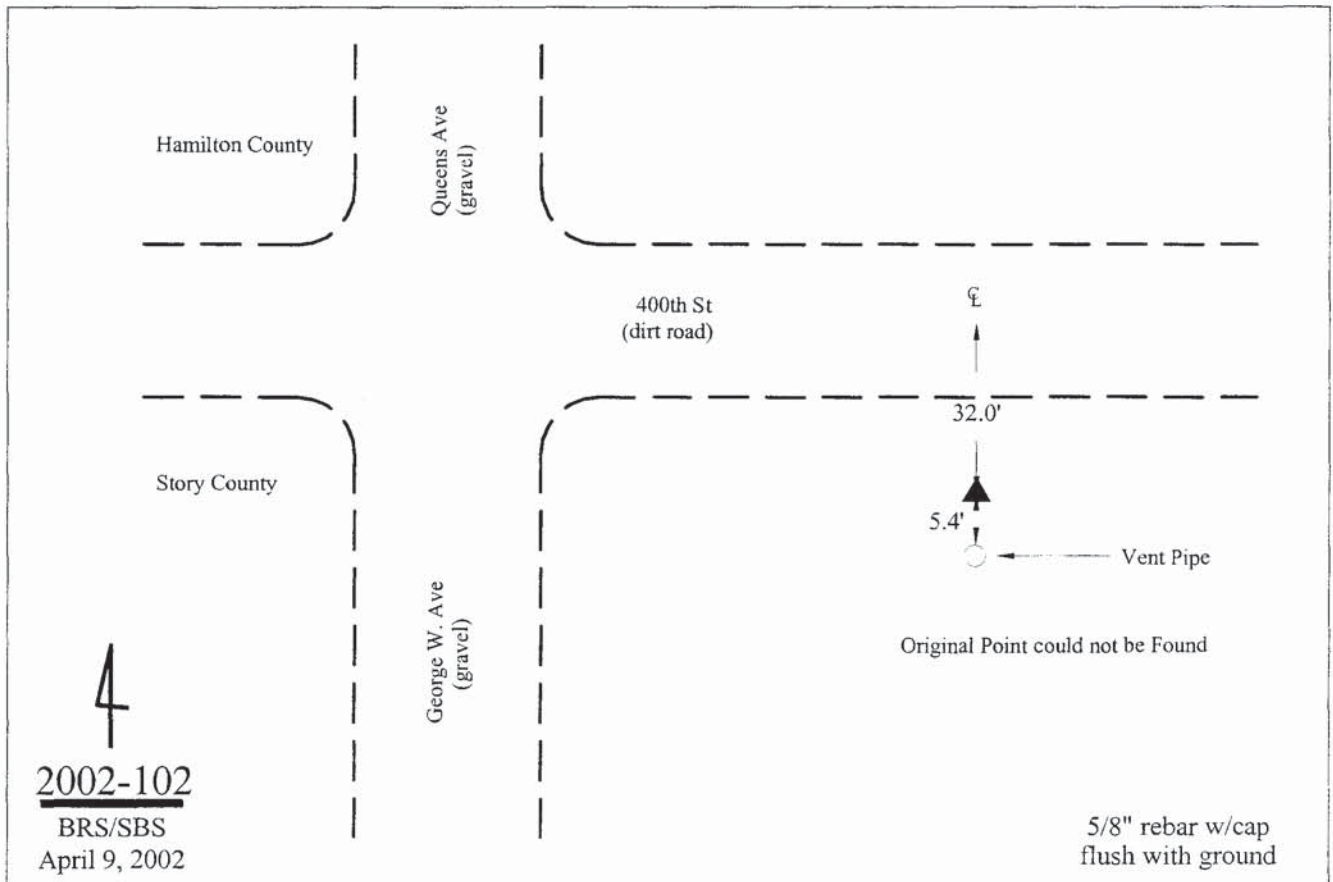 Hamilton County
Queens Ave
(gravel)
400th St
(dirt road)
℄
32.0'
Story County
5.4'
Vent Pipe
George W. Ave
(gravel)
Original Point could not be Found
2002-102
BRS/SBS
April 9, 2002
5/8" rebar w/cap
flush with ground